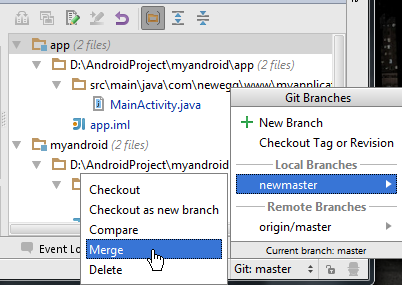 app (2 files)
D:\AndroidProject\myandroid\app
src\main\java\com\newegg\www\myapplica
MainActivity.java
app.iml
myandroid (2 files)
D:\AndroidProject\myandroid
Git Branches
New Branch
Checkout Tag or Revision
Local Branches
newmaster
Remote Branches
origin/master
Current branch: master
Checkout
Checkout as new branch
Compare
Merge
Delete
Event Lo
Git: master